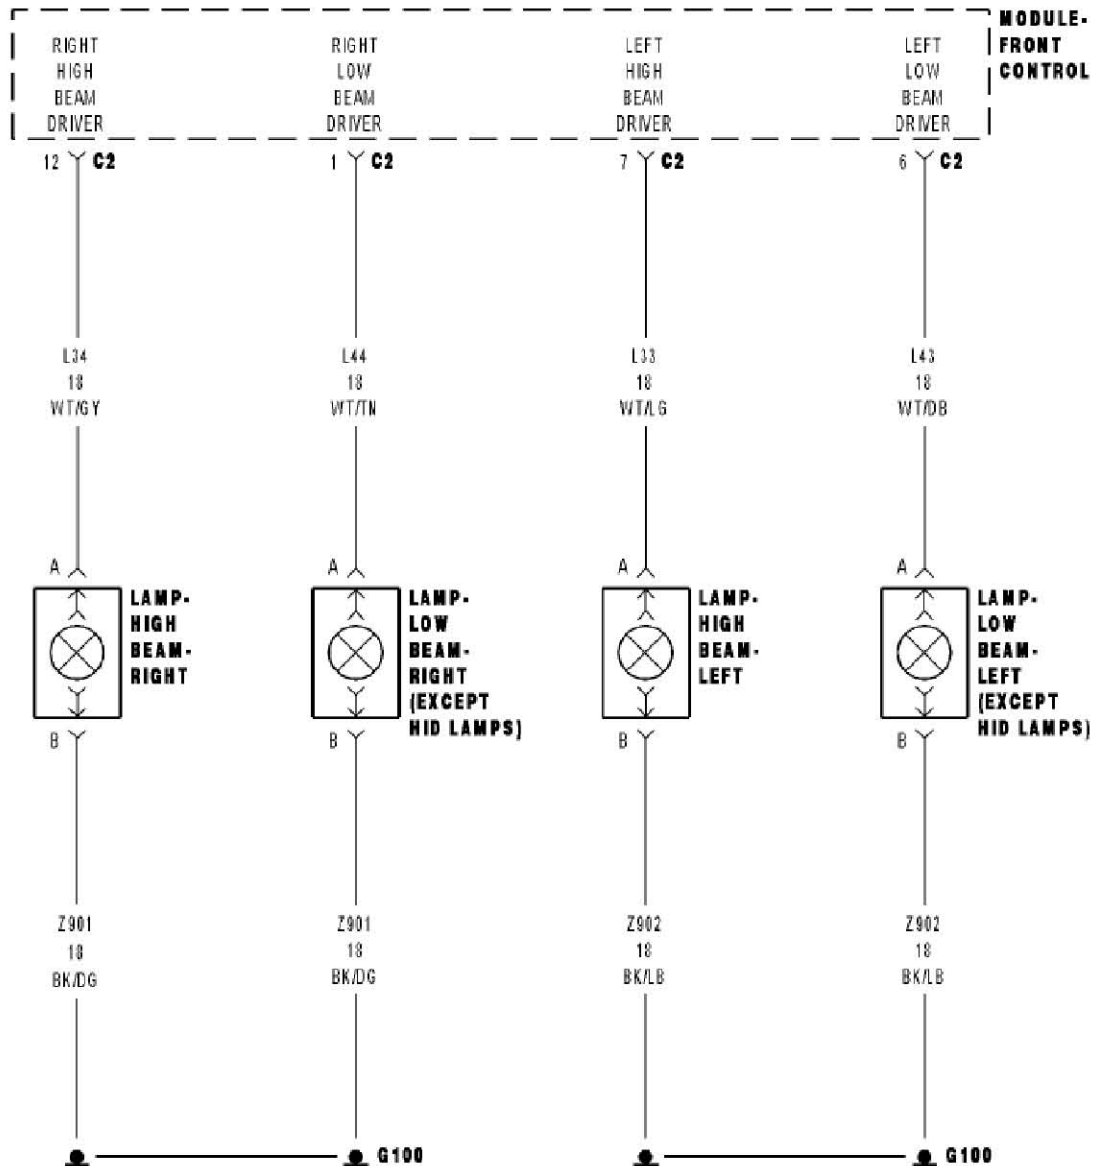 MODULE-
FRONT
CONTROL
RIGHT
HIGH
BEAM
DRIVER
RIGHT
LOW
BEAM
DRIVER
LEFT
HIGH
BEAM
DRIVER
LEFT
LOW
BEAM
DRIVER
12 C2
1 C2
7 C2
6 C2
L34
18
WT/GY
L44
18
WT/TN
L33
18
WT/LG
L43
18
WT/DB
A
LAMP-
HIGH
BEAM-
RIGHT
B
A
LAMP-
LOW
BEAM-
RIGHT
(EXCEPT
HID LAMPS)
B
A
LAMP-
HIGH
BEAM-
LEFT
B
A
LAMP-
LOW
BEAM-
LEFT
(EXCEPT
HID LAMPS)
B
Z901
18
BK/DG
Z901
18
BK/DG
Z902
18
BK/LB
Z902
18
BK/LB
G100
G100